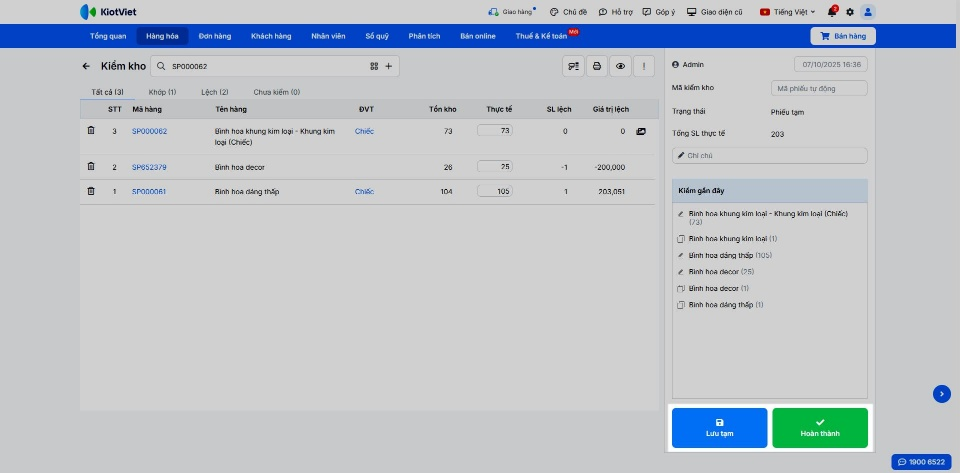 KiotViet
Giao hàng
Chủ đề
Hỗ trợ
Góp ý
Giao diện cũ
Tiếng Việt
2
Tổng quan
Hàng hóa
Đơn hàng
Khách hàng
Nhân viên
Sổ quỹ
Phân tích
Bán online
Thuế & Kế toán
Mới
Bán hàng
Kiểm kho
SP000062
Admin
07/10/2025 16:36
Mã kiểm kho
Mã phiếu tự động
Trạng thái
Phiếu tạm
Tổng SL thực tế
203
Ghi chú
Tất cả (3)
Khớp (1)
Lệch (2)
Chưa kiểm (0)
STT Mã hàng Tên hàng ĐVT Tồn kho Thực tế SL lệch Giá trị lệch
3 SP000062 Bình hoa khung kim loại - Khung kim Chiếc 73 73 0 0
loại (Chiếc)
2 SP652379 Bình hoa decor 26 25 -1 -200,000
1 SP000061 Bình hoa dáng thấp Chiếc 104 105 1 203,051
Kiểm gần đây
Bình hoa khung kim loại - Khung kim loại (Chiếc)
(73)
Bình hoa khung kim loại (1)
Bình hoa dáng thấp (105)
Bình hoa decor (25)
Bình hoa decor (1)
Bình hoa dáng thấp (1)
Lưu tạm
Hoàn thành
1900 6522